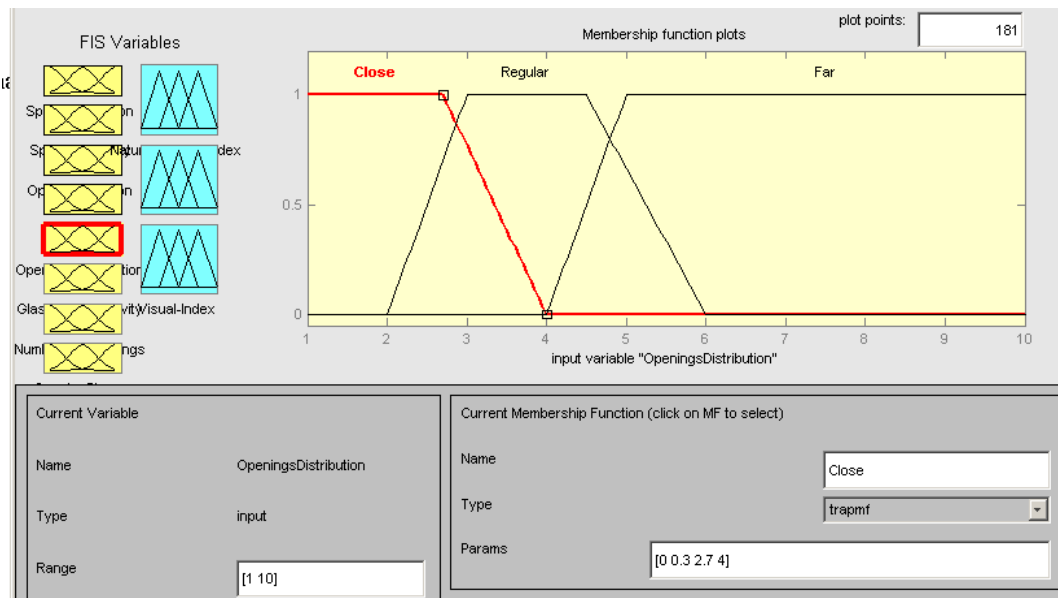 plot points:
181
FIS Variables
Membership function plots
Close Regular Far
1
0.5
0
1 2 3 4 5 6 7 8 9 10
input variable "OpeningsDistribution"
Visual-Index
Current Variable
Name OpeningsDistribution
Type input
Range [1 10]
Current Membership Function (click on MF to select)
Name Close
Type trapmf
Params [0 0.3 2.7 4]